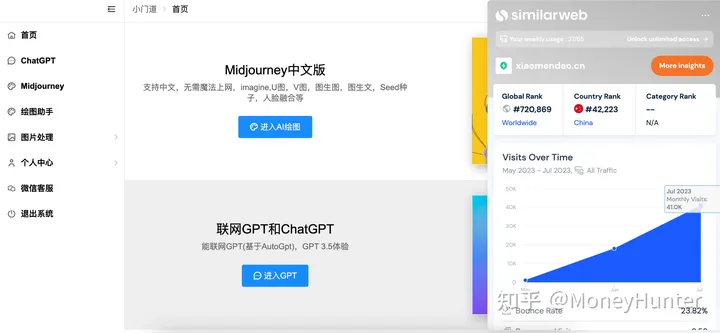 小门道 首页
首页
ChatGPT
Midjourney
绘图助手
图片处理
个人中心
微信客服
退出系统
Midjourney中文版
支持中文，无需魔法上网，imagine,U图，V图，图生图，图生文，Seed种
子，人脸融合等
进入AI绘图
联网GPT和ChatGPT
能联网GPT(基于AutoGpt)，GPT 3.5体验
进入GPT
similarweb
Your weekly usage : 27/65
Unlock unlimited access →
xiaomendao.cn
More insights
Global Rank
#720,869
Worldwide
Country Rank
#42,223
China
Category Rank
--
N/A
Visits Over Time
May 2023 - Jul 2023, All Traffic
50K
40K
30K
20K
10K
0
Jul 2023
Monthly Visits:
41.0K
May
Jun
Jul
Bounce Rate 23.82%
知乎 @MoneyHunter